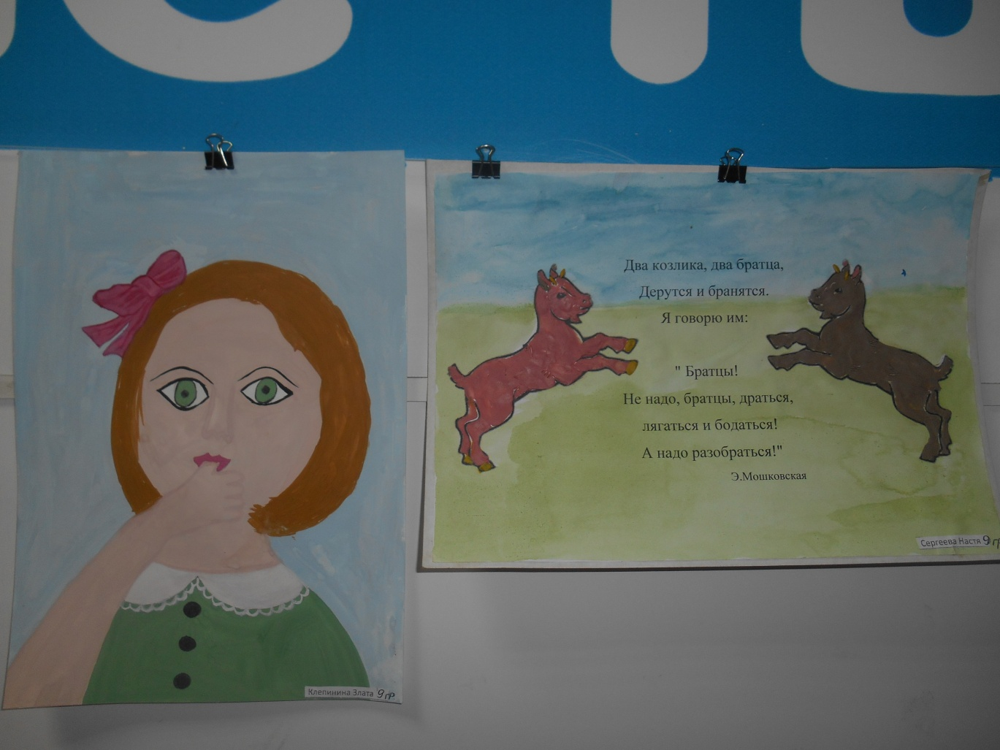 Клепинина Злата 9 гр.
Два козлика, два братца,
Дерутся и бранятся.
Я говорю им:
" Братцы!
Не надо, братцы, драться,
лягаться и бодаться!
А надо разобраться!"
Э.Мошковская
Сергеева Настя 9 гр